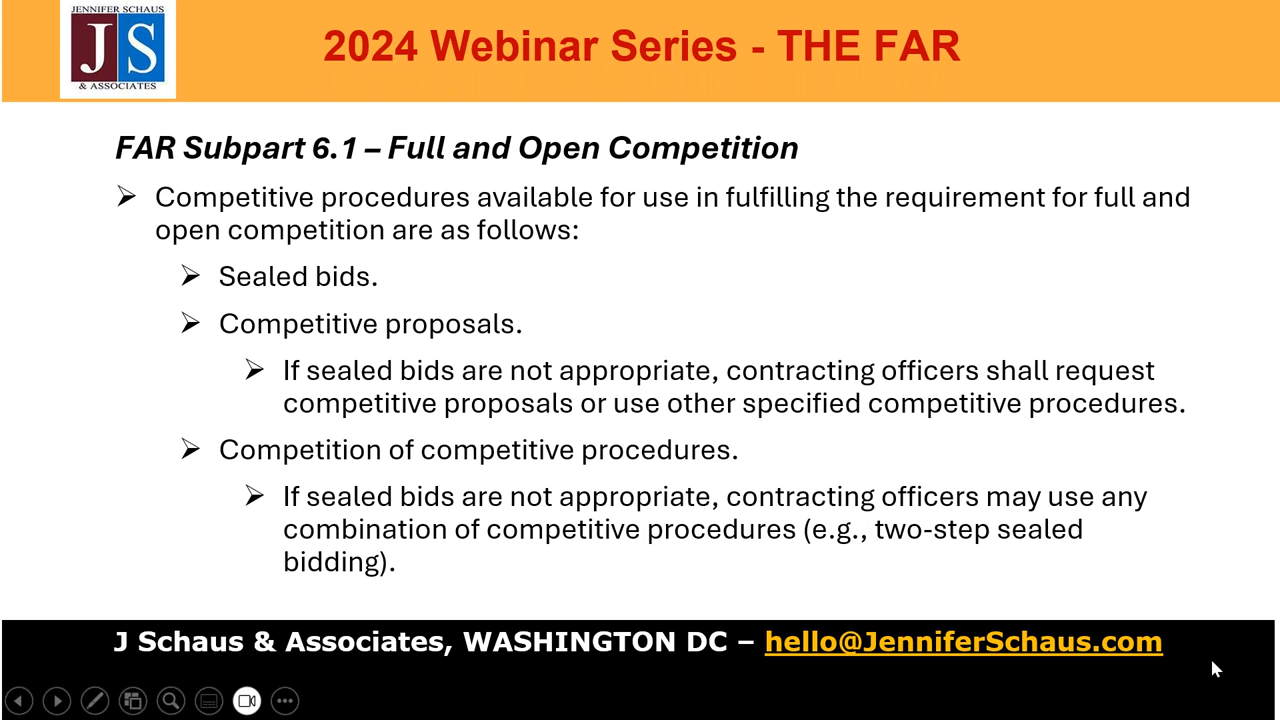 JENNIFER SCHAUS
J S
& ASSOCIATES
2024 Webinar Series - THE FAR
FAR Subpart 6.1 – Full and Open Competition
Competitive procedures available for use in fulfilling the requirement for full and
open competition are as follows:
Sealed bids.
Competitive proposals.
If sealed bids are not appropriate, contracting officers shall request
competitive proposals or use other specified competitive procedures.
Competition of competitive procedures.
If sealed bids are not appropriate, contracting officers may use any
combination of competitive procedures (e.g., two-step sealed
bidding).
J Schaus & Associates, WASHINGTON DC – hello@JenniferSchaus.com